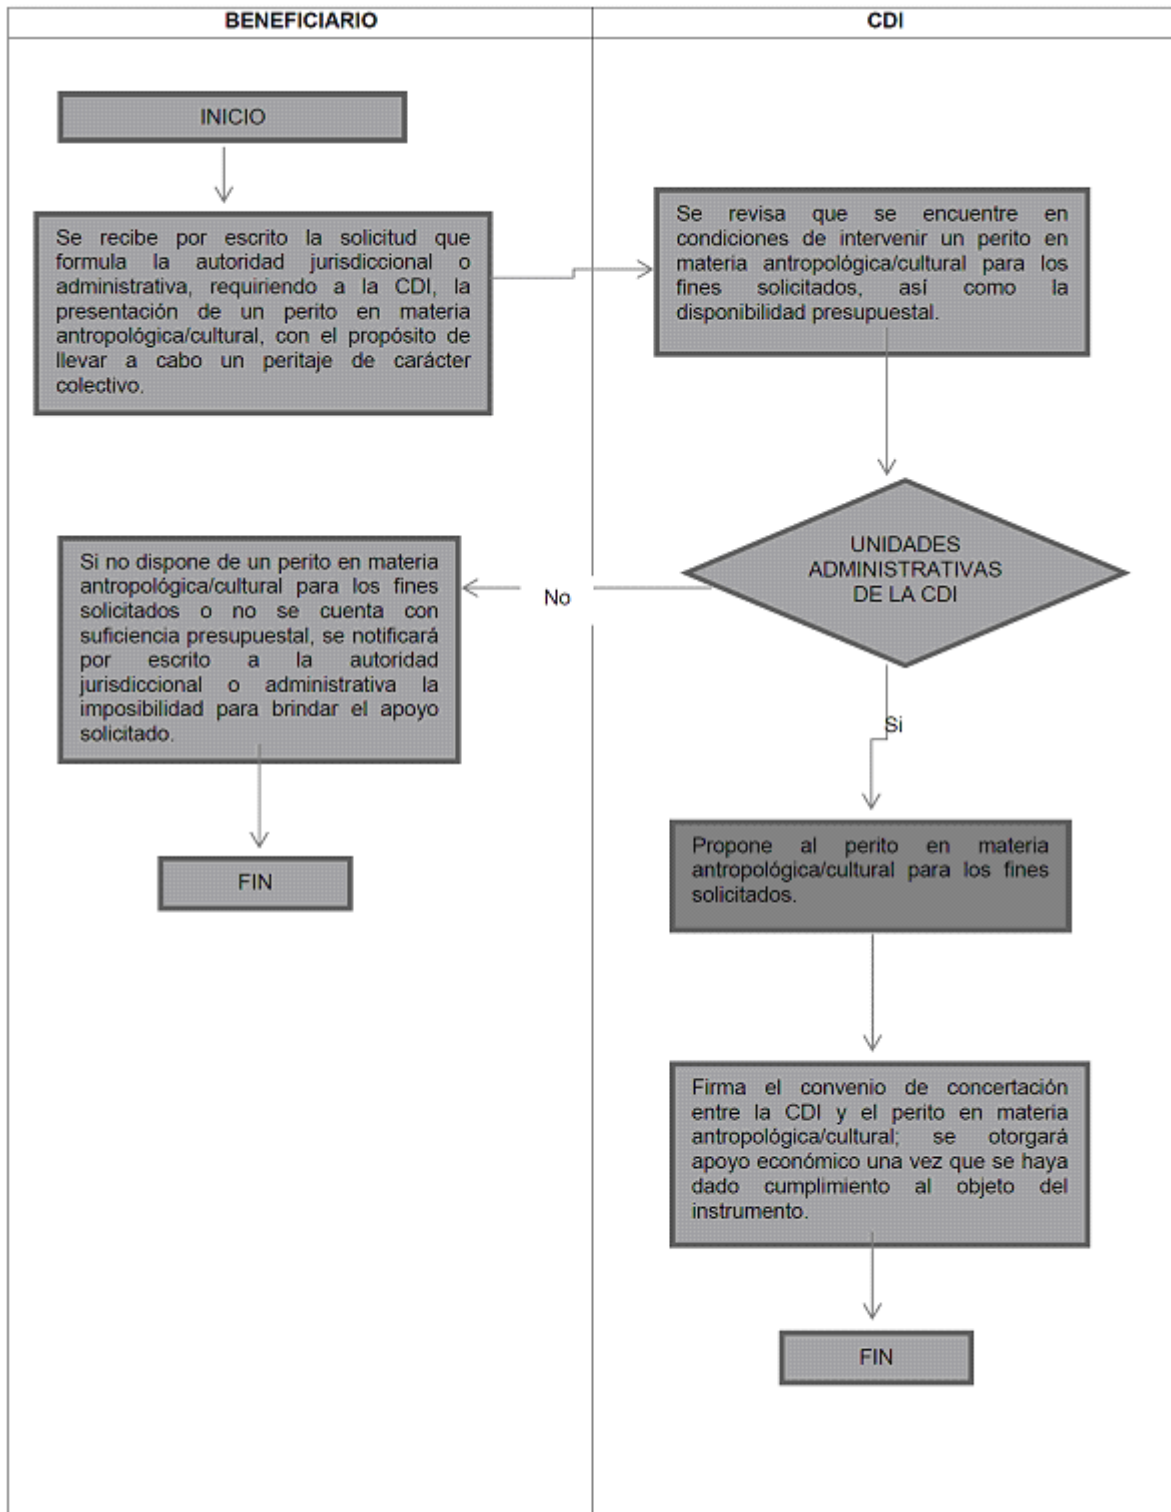 BENEFICIARIO
CDI
INICIO
Se recibe por escrito la solicitud que
formula la autoridad jurisdiccional o
administrativa, requiriendo a la CDI, la
presentación de un perito en materia
antropológica/cultural, con el propósito de
llevar a cabo un peritaje de carácter
colectivo.
Se revisa que se encuentre en
condiciones de intervenir un perito en
materia antropológica/cultural para los
fines solicitados, así como la
disponibilidad presupuestal.
UNIDADES
ADMINISTRATIVAS
DE LA CDI
No
Si no dispone de un perito en materia
antropológica/cultural para los fines
solicitados o no se cuenta con
suficiencia presupuestal, se notificará
por escrito a la autoridad
jurisdiccional o administrativa la
imposibilidad para brindar el apoyo
solicitado.
FIN
Si
Propone al perito en materia
antropológica/cultural para los fines
solicitados.
Firma el convenio de concertación
entre la CDI y el perito en materia
antropológica/cultural; se otorgará
apoyo económico una vez que se haya
dado cumplimiento al objeto del
instrumento.
FIN